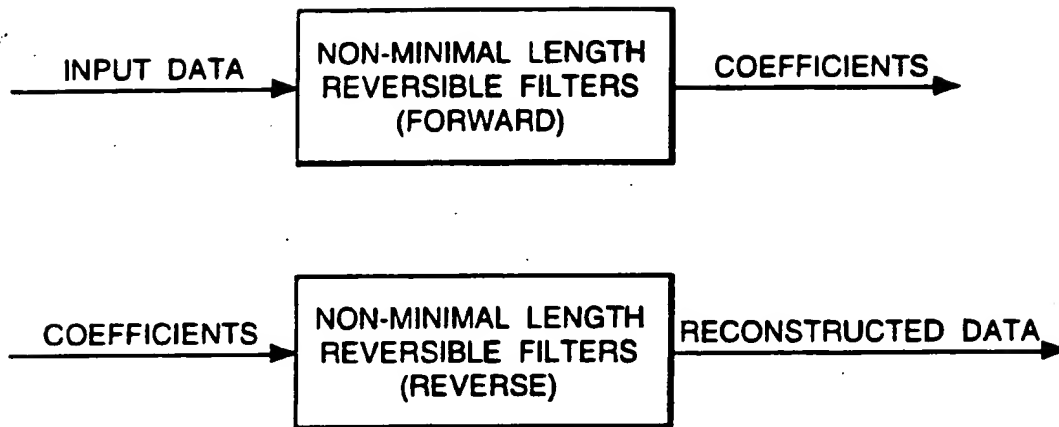 INPUT DATA
NON-MINIMAL LENGTH
REVERSIBLE FILTERS
(FORWARD)
COEFFICIENTS
COEFFICIENTS
NON-MINIMAL LENGTH
REVERSIBLE FILTERS
(REVERSE)
RECONSTRUCTED DATA